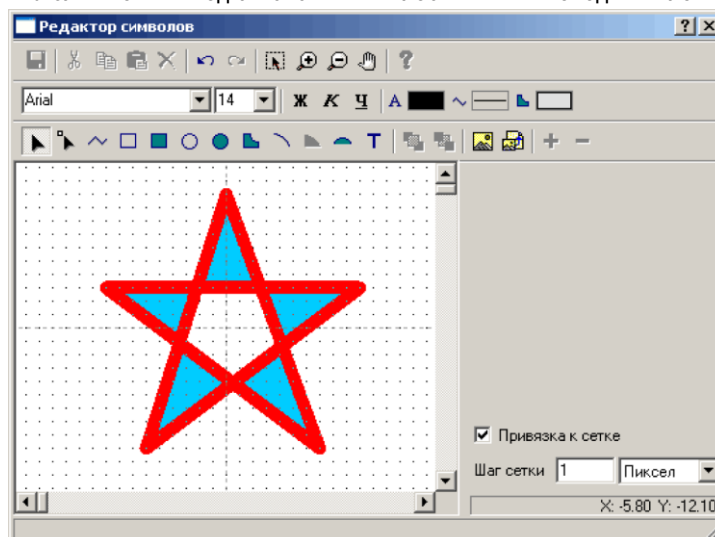 Редактор символов
Arial 14 Ж К Ч А
Т
Привязка к сетке
Шаг сетки 1 Пиксел
X: -5.80 Y: -12.10